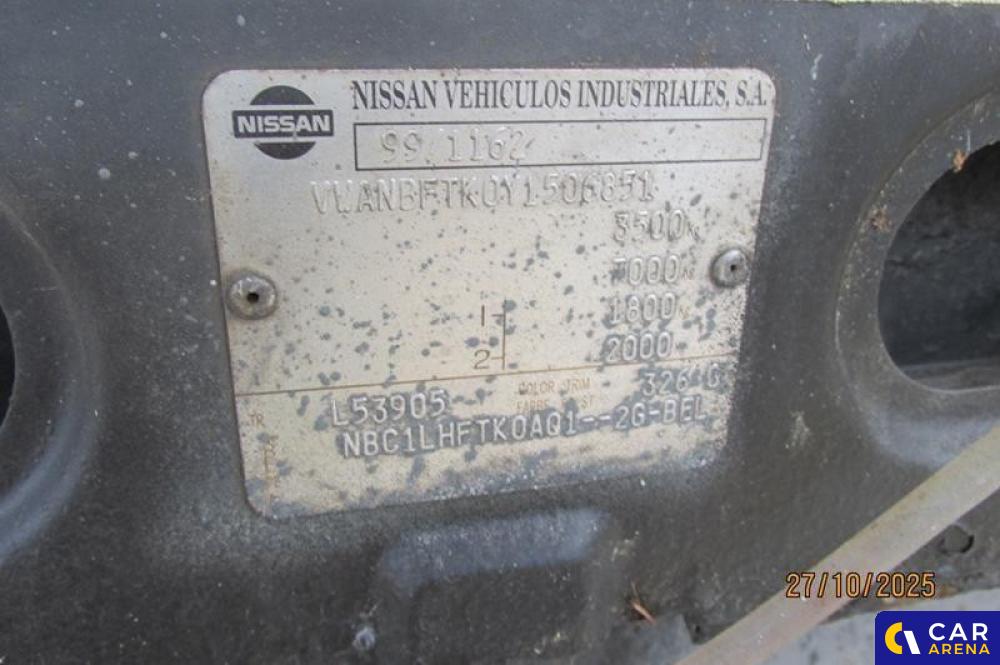 NISSAN
NISSAN VEHICULOS INDUSTRIALES, S.A.
99/1162
VWANBFTK0Y1506851
3500
7000
1 1800
2 2000
TR L53905 COLOR TRIM 326 G
NBC1LHFTK0AQ1--2G-BEL
27/10/2025
CAR
ARENA